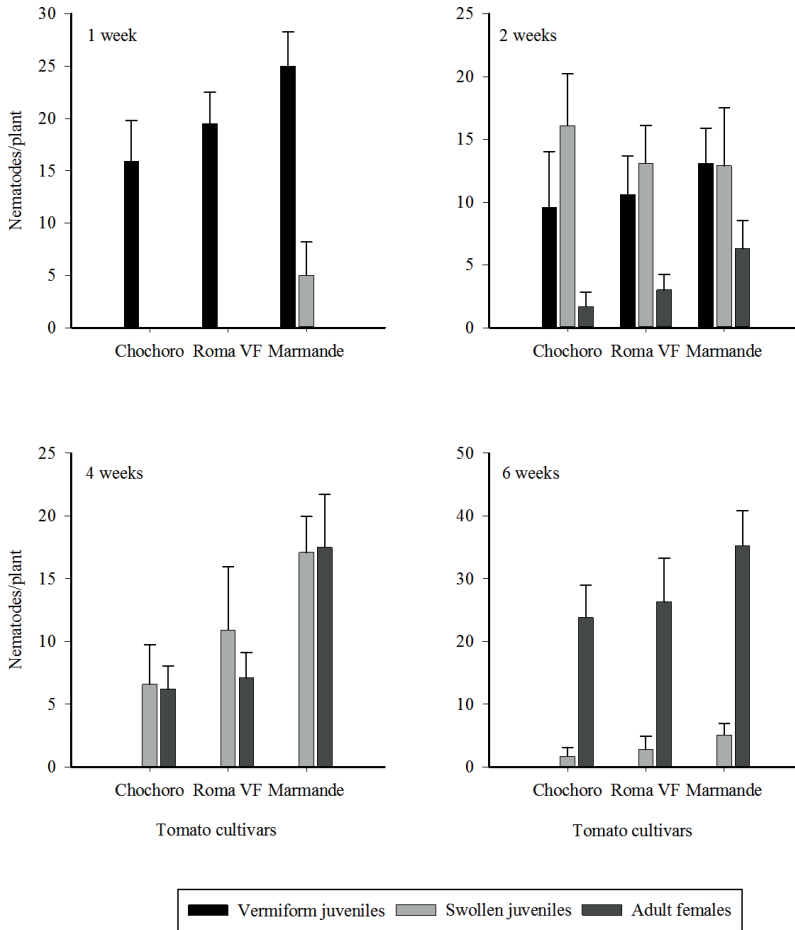 1 week
30
25
20
15
10
5
0
Nematodes/plant
Chochoro Roma VF Marmande
2 weeks
25
20
15
10
5
0
Chochoro Roma VF Marmande
4 weeks
25
20
15
10
5
0
Nematodes/plant
Chochoro Roma VF Marmande
Tomato cultivars
6 weeks
50
40
30
20
10
0
Chochoro Roma VF Marmande
Tomato cultivars
Vermiform juveniles Swollen juveniles Adult females